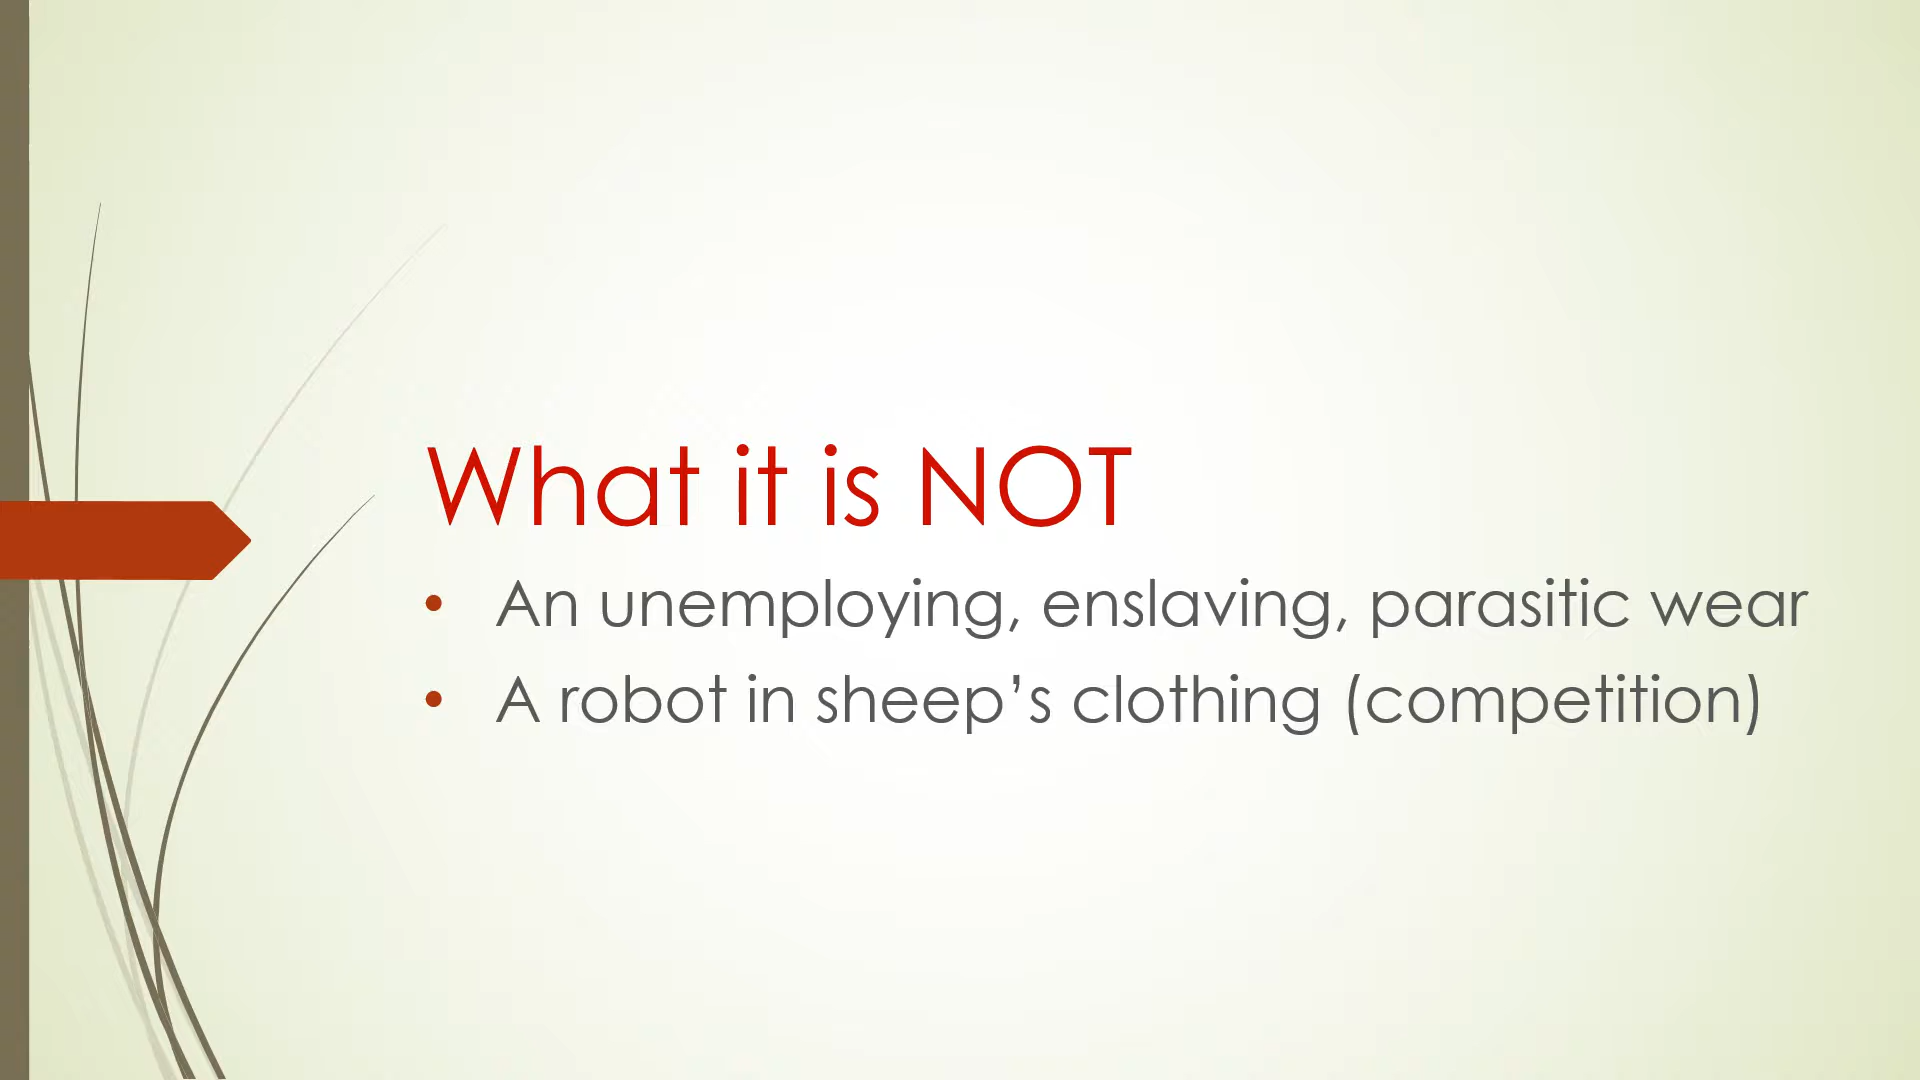 What it is NOT
• An unemploying, enslaving, parasitic wear
• A robot in sheep’s clothing (competition)